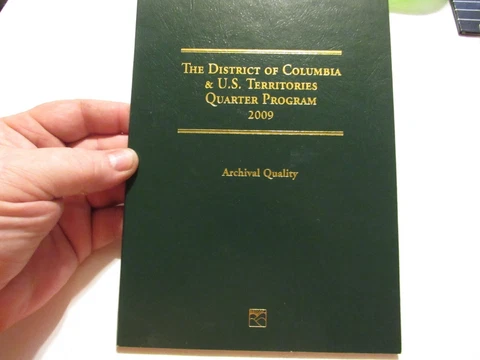 The District of Columbia
& U.S. Territories
Quarter Program
2009
Archival Quality